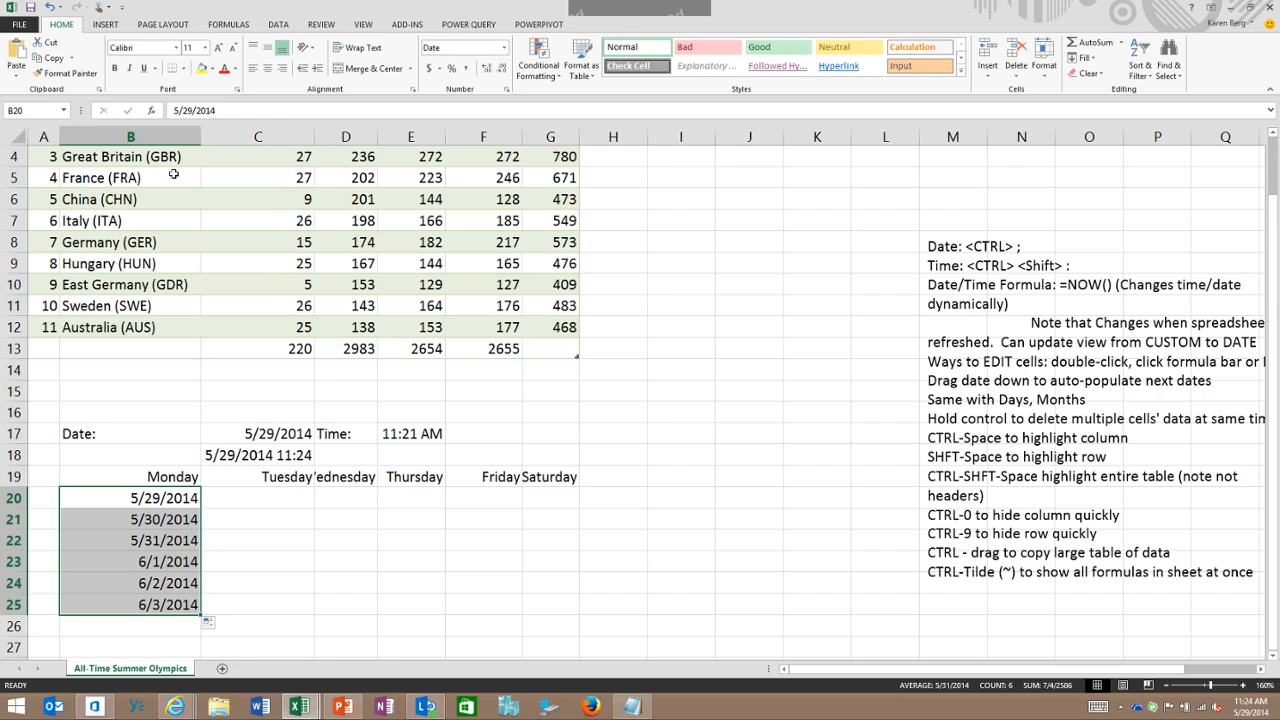 FILE HOME INSERT PAGE LAYOUT FORMULAS DATA REVIEW VIEW ADD-INS POWER QUERY POWERPIVOT Karen Berg
Cut Calibri 11 Wrap Text Date Normal Bad Good Neutral Calculation AutoSum
Copy Check Cell Explanatory ... Followed Hy... Hyperlink Input Fill
Paste Format Painter Merge & Center Conditional Formatting Format as Table Insert Delete Format Clear Sort & Filter Find & Select
Clipboard Font Alignment Number Styles Cells Editing
B20 5/29/2014
A B C D E F G H I J K L M N O P Q
4 3 Great Britain (GBR) 27 236 272 272 780
5 4 France (FRA) 27 202 223 246 671
6 5 China (CHN) 9 201 144 128 473
7 6 Italy (ITA) 26 198 166 185 549
8 7 Germany (GER) 15 174 182 217 573
9 8 Hungary (HUN) 25 167 144 165 476
10 9 East Germany (GDR) 5 153 129 127 409
11 10 Sweden (SWE) 26 143 164 176 483
12 11 Australia (AUS) 25 138 153 177 468
13 220 2983 2654 2655
14
15
16
17 Date: 5/29/2014 Time: 11:21 AM
18 5/29/2014 11:24
19 Monday Tuesday 'ednesday Thursday Friday Saturday
20 5/29/2014
21 5/30/2014
22 5/31/2014
23 6/1/2014
24 6/2/2014
25 6/3/2014
26
27
Date: <CTRL> ;
Time: <CTRL> <Shift> :
Date/Time Formula: =NOW() (Changes time/date
dynamically)
Note that Changes when spreadshee
refreshed. Can update view from CUSTOM to DATE
Ways to EDIT cells: double-click, click formula bar or
Drag date down to auto-populate next dates
Same with Days, Months
Hold control to delete multiple cells' data at same tim
CTRL-Space to highlight column
SHFT-Space to highlight row
CTRL-SHFT-Space highlight entire table (note not
headers)
CTRL-0 to hide column quickly
CTRL-9 to hide row quickly
CTRL - drag to copy large table of data
CTRL-Tilde (~) to show all formulas in sheet at once
All-Time Summer Olympics
READY AVERAGE: 5/31/2014 COUNT: 6 SUM: 7/4/2586 160%
11:24 AM
5/29/2014